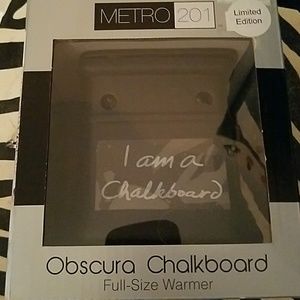 METRO 201
Limited
Edition
I am a
Chalkboard
Obscura Chalkboard
Full-Size Warmer